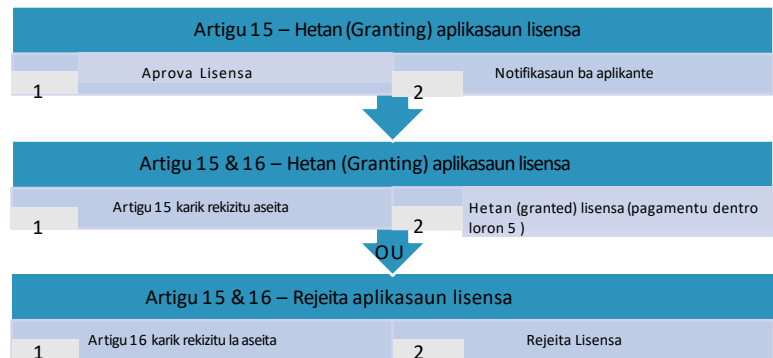 Artigu 15 – Hetan (Granting) aplikasaun lisensa
1
Aprova Lisensa
2
Notifikasaun ba aplikante
Artigu 15 & 16 – Hetan (Granting) aplikasaun lisensa
1
Artigu 15 karik rekizitu aseita
2
Hetan (granted) lisensa (pagamentu dentro
loron 5 )
OU
Artigu 15 & 16 – Rejeita aplikasaun lisensa
1
Artigu 16 karik rekizitu la aseita
2
Rejeita Lisensa